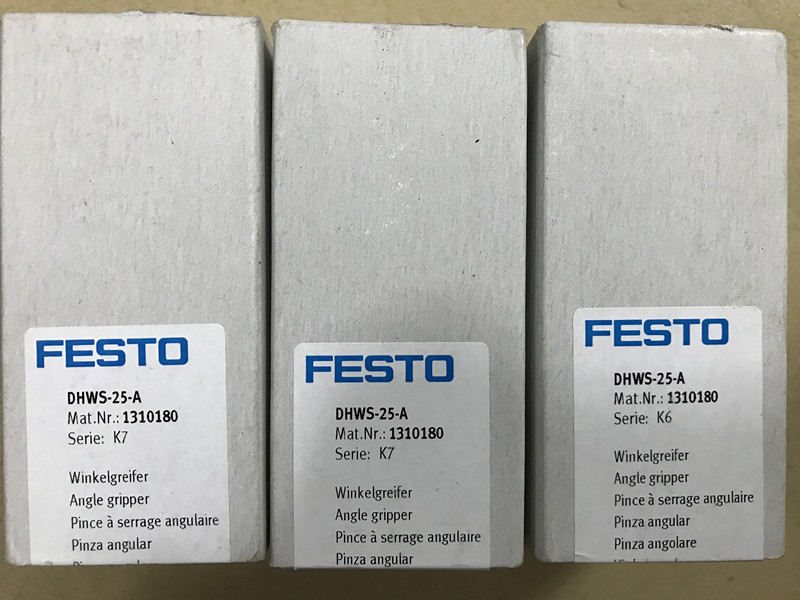 FESTO
DHWS-25-A
Mat.Nr.: 1310180
Serie: K7
Winkelgreifer
Angle gripper
Pince à serrage angulaire
Pinza angular
FESTO
DHWS-25-A
Mat.Nr.: 1310180
Serie: K7
Winkelgreifer
Angle gripper
Pince à serrage angulaire
Pinza angular
FESTO
DHWS-25-A
Mat.Nr.: 1310180
Serie: K6
Winkelgreifer
Angle gripper
Pince à serrage angulaire
Pinza angular
Pinza angolare